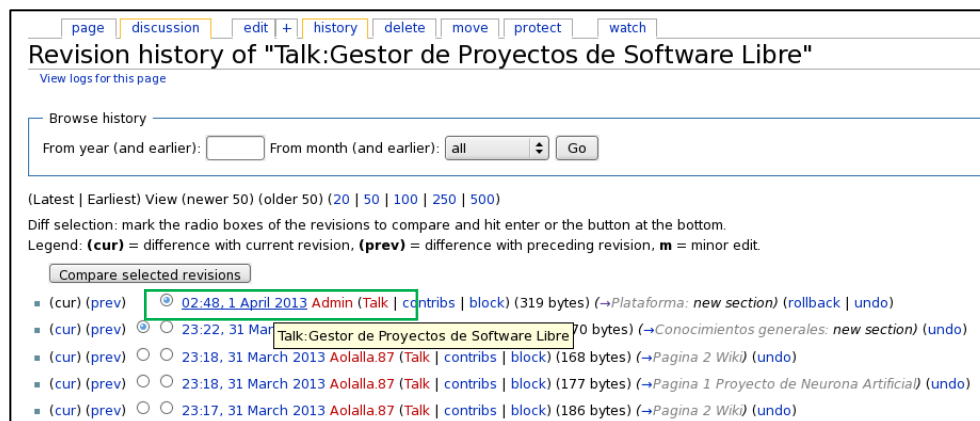 page discussion edit + history delete move protect watch
Revision history of "Talk:Gestor de Proyectos de Software Libre"
View logs for this page
Browse history
From year (and earlier): From month (and earlier): all Go
(Latest | Earliest) View (newer 50) (older 50) (20 | 50 | 100 | 250 | 500)
Diff selection: mark the radio boxes of the revisions to compare and hit enter or the button at the bottom.
Legend: (cur) = difference with current revision, (prev) = difference with preceding revision, m = minor edit.
Compare selected revisions
(cur) (prev) 02:48, 1 April 2013 Admin (Talk | contribs | block) (319 bytes) (→Plataforma: new section) (rollback | undo)
(cur) (prev) 23:22, 31 Mar 70 bytes) (→Conocimientos generales: new section) (undo)
Talk:Gestor de Proyectos de Software Libre
(cur) (prev) 23:18, 31 March 2013 Aolalla.87 (Talk | contribs | block) (168 bytes) (→Pagina 2 Wiki) (undo)
(cur) (prev) 23:18, 31 March 2013 Aolalla.87 (Talk | contribs | block) (177 bytes) (→Pagina 1 Proyecto de Neurona Artificial) (undo)
(cur) (prev) 23:17, 31 March 2013 Aolalla.87 (Talk | contribs | block) (186 bytes) (→Pagina 2 Wiki) (undo)